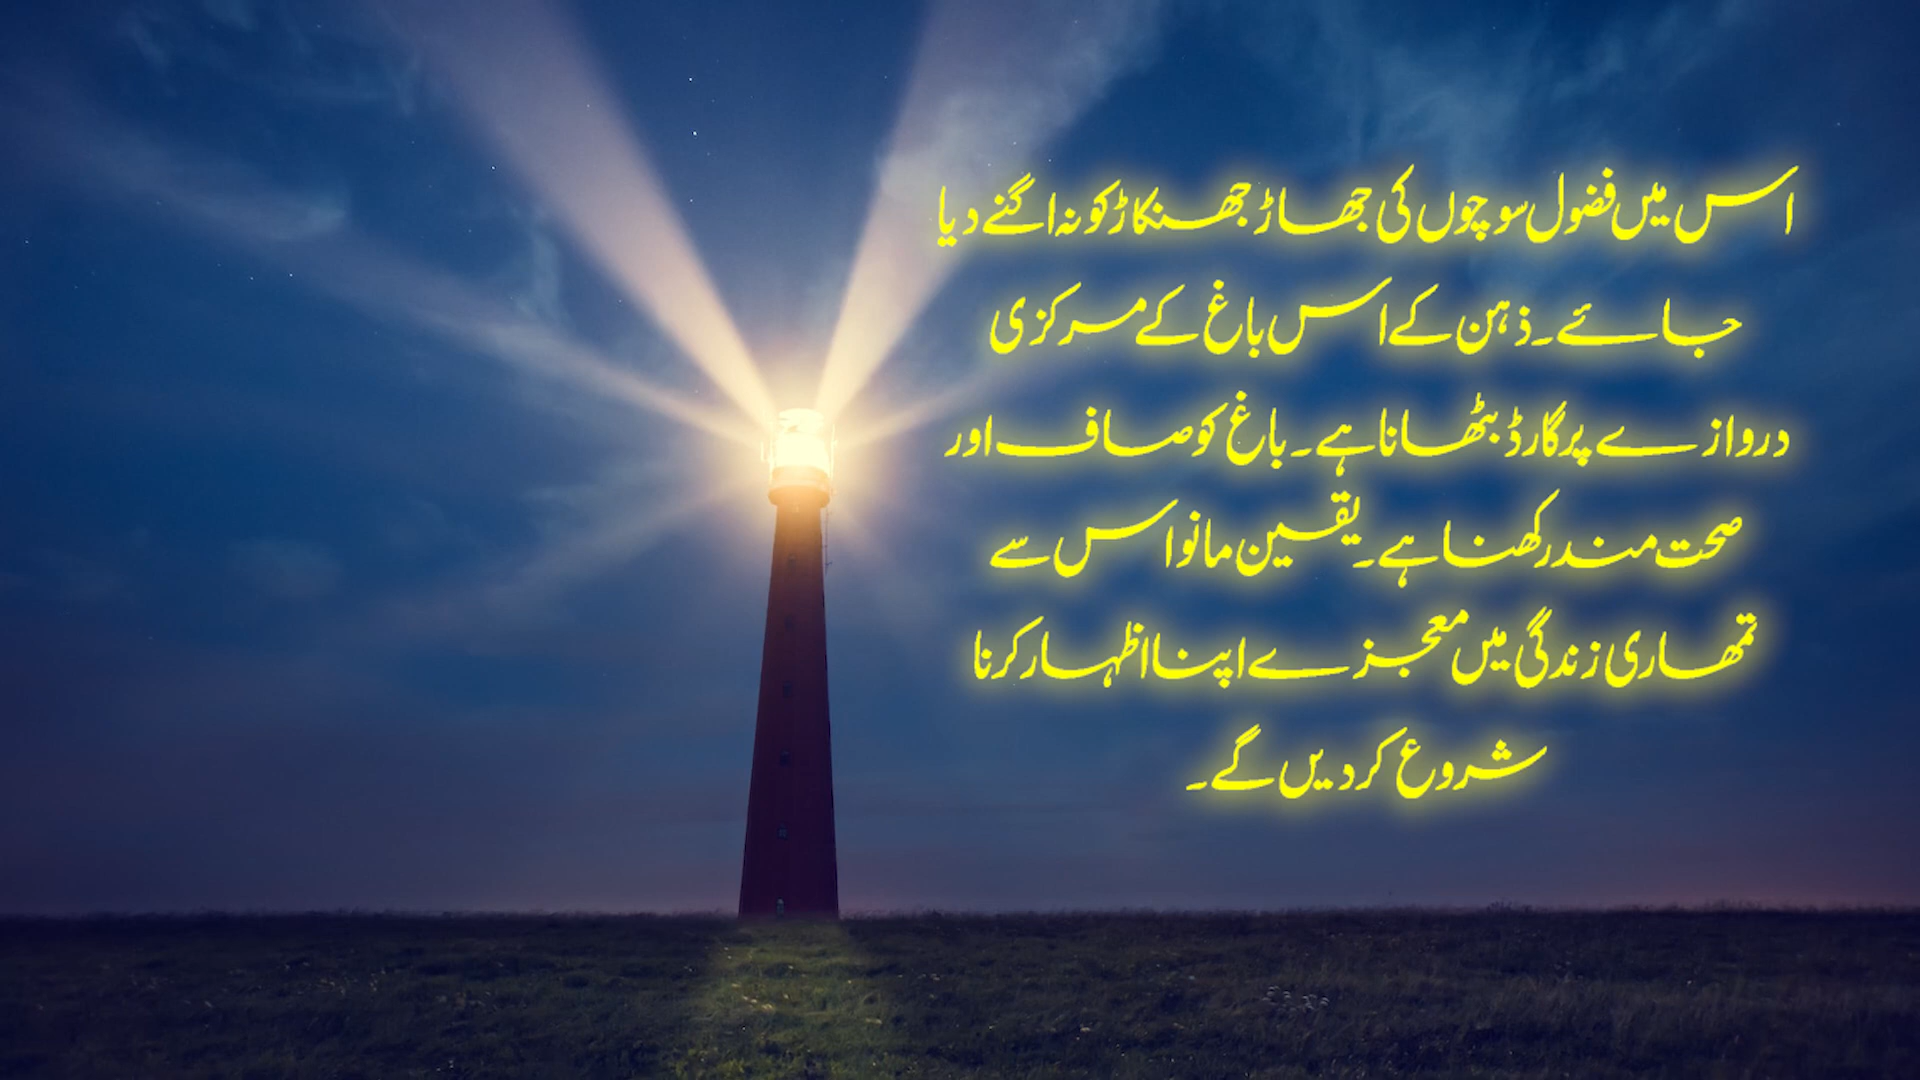 اس میں فضول سوچوں کی جھاڑ جھنکاڑ کو نہ اگنے دیا
جائے۔ ذہن کے اس باغ کے مرکزی
دروازے پر گارڈ بٹھانا ہے۔ باغ کو صاف اور
صحت مند رکھنا ہے۔ یقین مانو اس سے
تمھاری زندگی میں معجزے اپنا اظہار کرنا
شروع کردیں گے۔